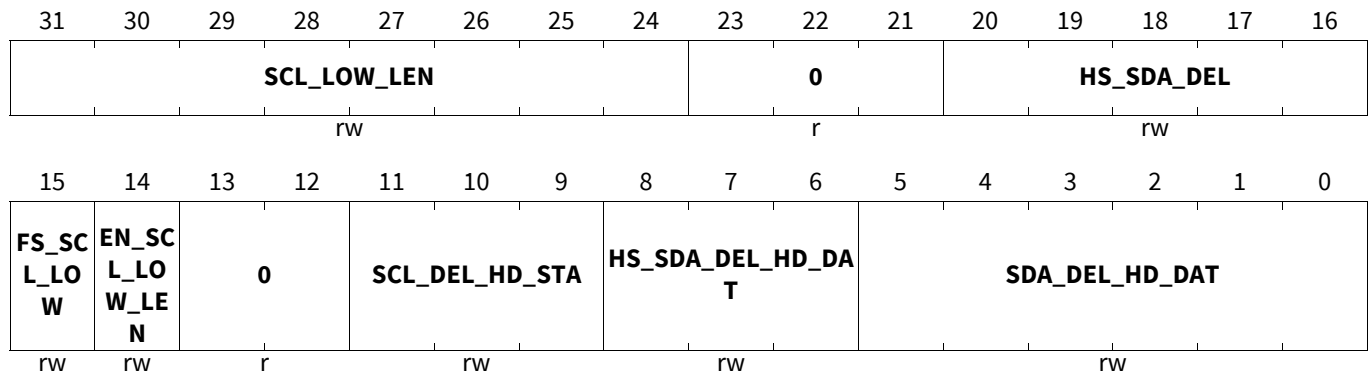 31 30 29 28 27 26 25 24 23 22 21 20 19 18 17 16
SCL_LOW_LEN 0 HS_SDA_DEL
rw r rw
15 14 13 12 11 10 9 8 7 6 5 4 3 2 1 0
FS_SC
L_LO
W
EN_SC
L_LO
W_LE
N
0
SCL_DEL_HD_STA
HS_SDA_DEL_HD_DA
T
SDA_DEL_HD_DAT
rw rw r rw rw rw